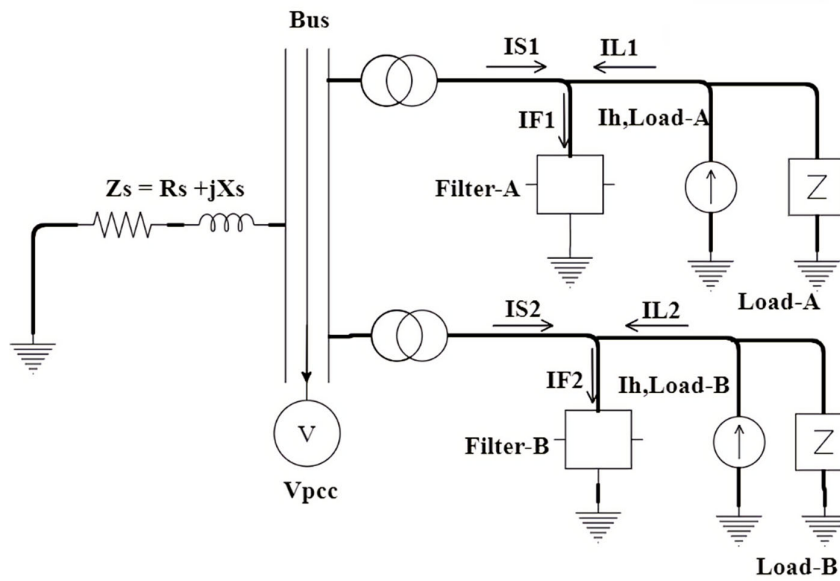 Bus
IS1
IL1
IF1
Ih,Load-A
Zs = Rs +jXs
Filter-A
Z
Load-A
IS2
IL2
IF2
Ih,Load-B
V
Filter-B
Z
Vpcc
Load-B